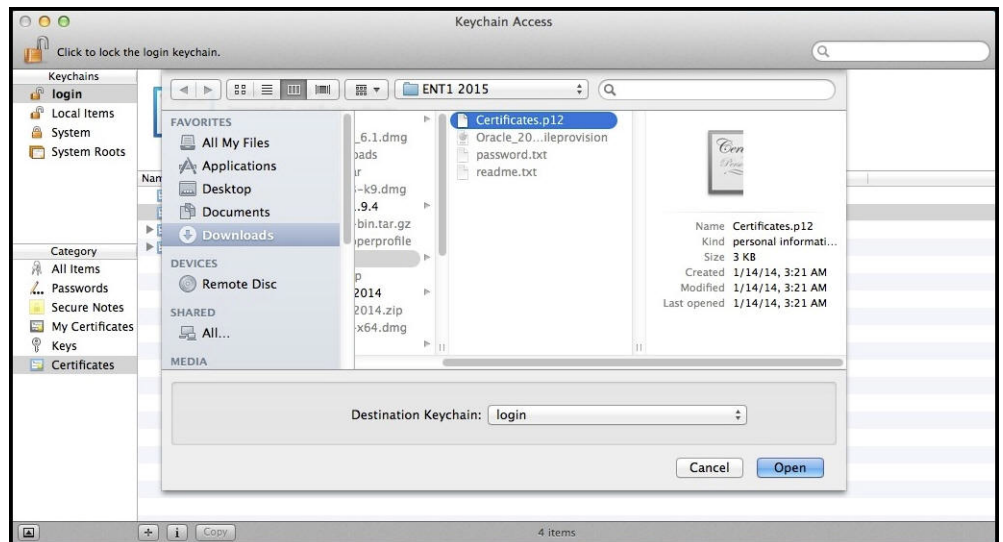 Keychain Access
Click to lock the login keychain.
Keychains
login
Local Items
System
System Roots
Category
All Items
Passwords
Secure Notes
My Certificates
Keys
Certificates
ENT1 2015
FAVORITES
All My Files
Applications
Desktop
Documents
Downloads
DEVICES
Remote Disc
SHARED
All...
MEDIA
_6.1.dmg
-k9.dmg
.9.4
-bin.tar.gz
perprofile
2014
2014.zip
-x64.dmg
Certificates.p12
Oracle_20...ileprovision
password.txt
readme.txt
Name Certificates.p12
Kind personal informati...
Size 3 KB
Created 1/14/14, 3:21 AM
Modified 1/14/14, 3:21 AM
Last opened 1/14/14, 3:21 AM
Destination Keychain: login
Cancel Open
Copy
4 items